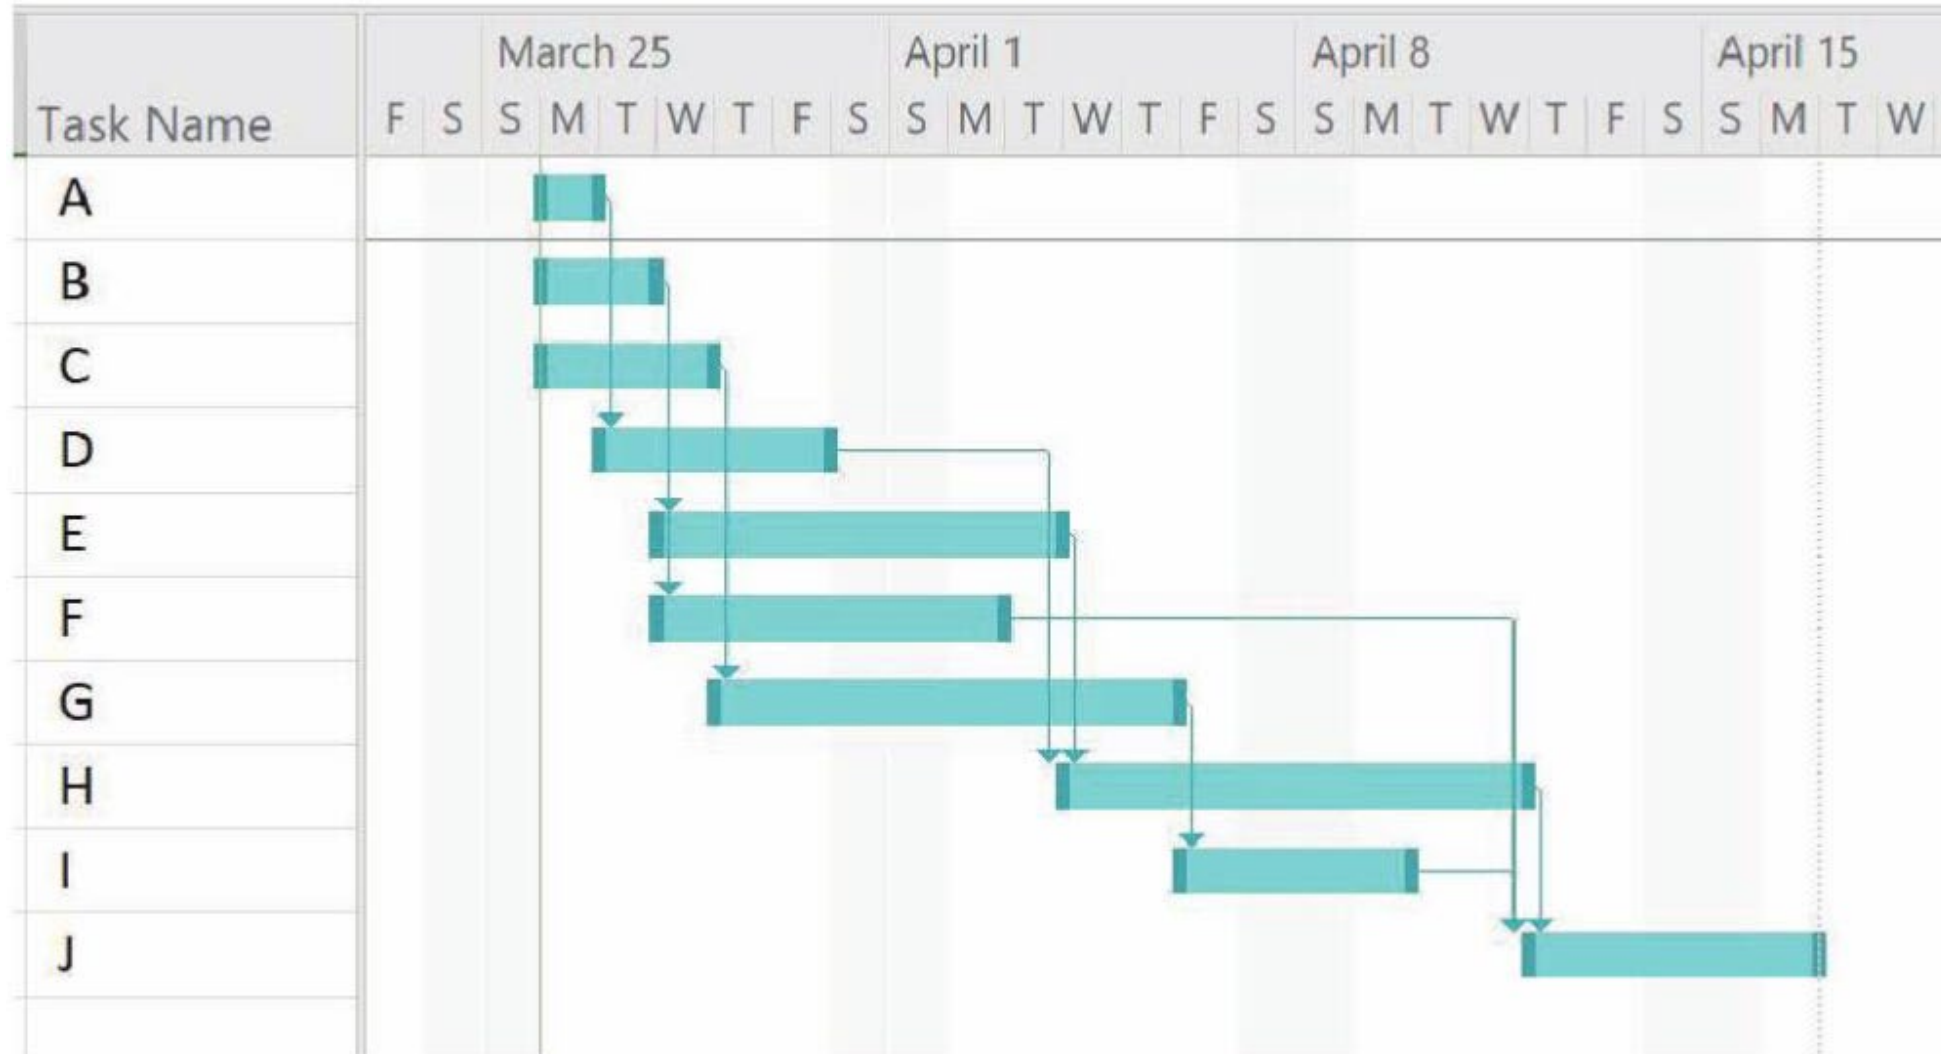 March 25 April 1 April 8 April 15
Task Name F S S M T W T F S S M T W T F S S M T W T F S S M T W
A
B
C
D
E
F
G
H
I
J